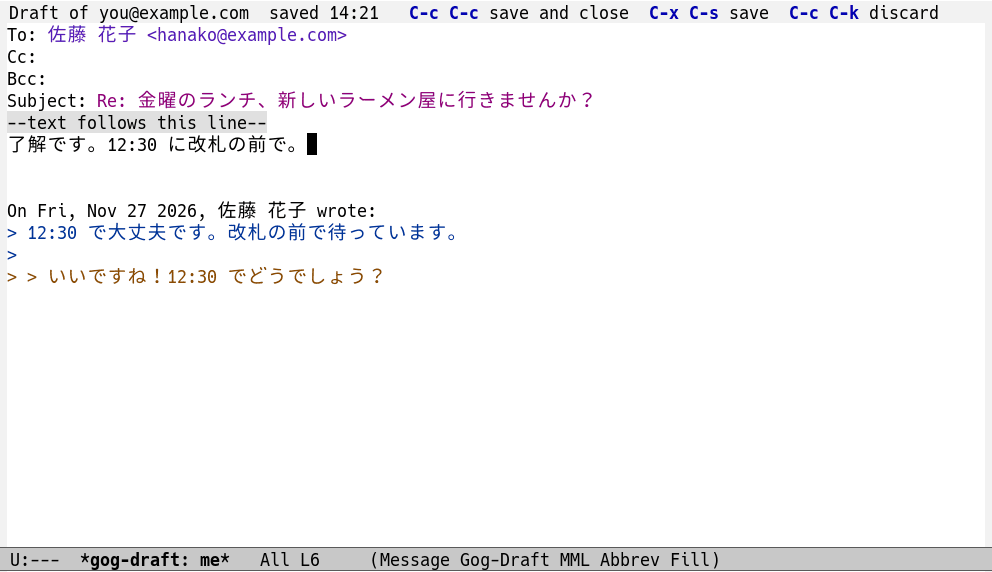 Draft of you@example.com  saved 14:21   C-c C-c save and close  C-x C-s save  C-c C-k discard
To: 佐藤 花子 <hanako@example.com>
Cc:
Bcc:
Subject: Re: 金曜のランチ、新しいラーメン屋に行きませんか？
--text follows this line--
了解です。12:30 に改札の前で。
On Fri, Nov 27 2026, 佐藤 花子 wrote:
> 12:30 で大丈夫です。改札の前で待っています。
>
> > いいですね！12:30 でどうでしょう？
U:---  *gog-draft: me*   All L6     (Message Gog-Draft MML Abbrev Fill)